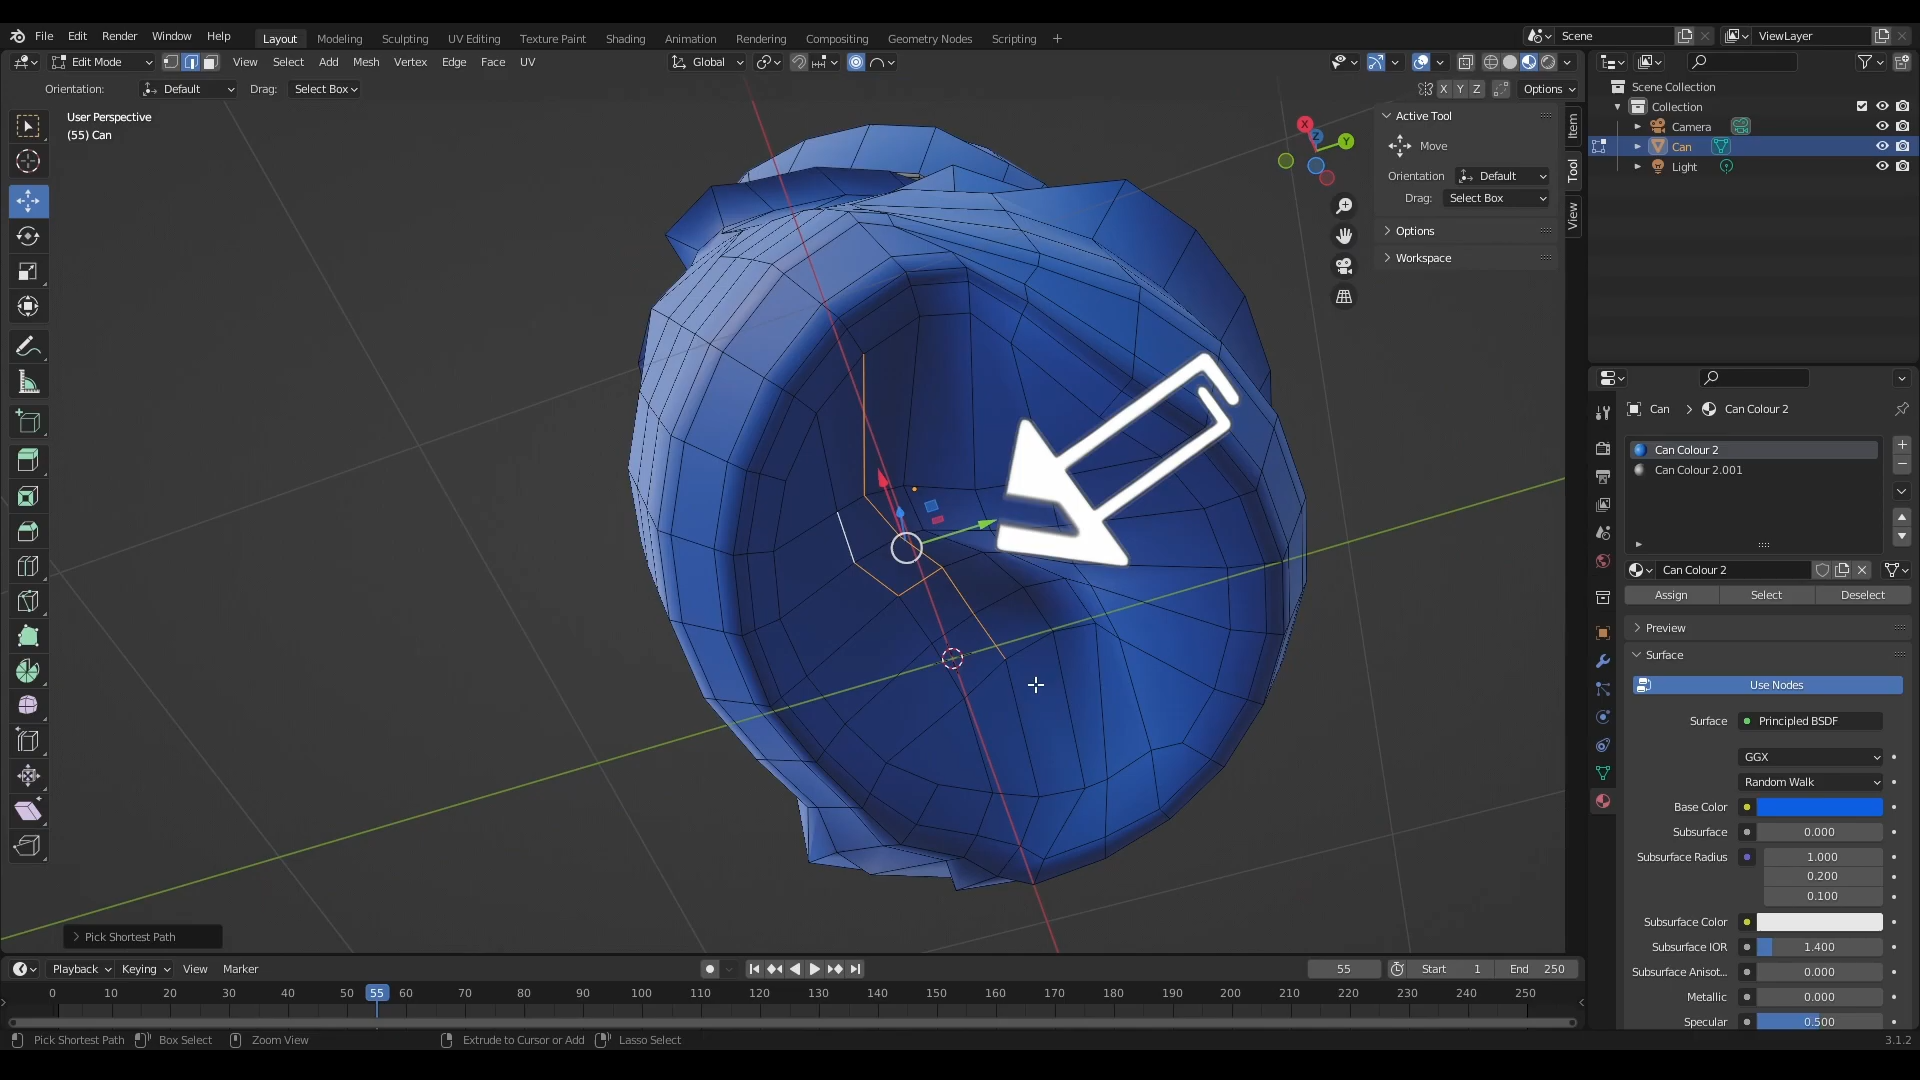 File Edit Render Window Help Layout Modeling Sculpting UV Editing Texture Paint Shading Animation Rendering Compositing Geometry Nodes Scripting + Scene ViewLayer
Edit Mode View Select Add Mesh Vertex Edge Face UV Global
Orientation: Default Drag: Select Box X Y Z Options
User Perspective
(55) Can
X
Y
Z
Active Tool
Move
Orientation Default
Drag: Select Box
Options
Workspace
Item
Tool
View
Scene Collection
Collection
Camera
Can
Light
Can > Can Colour 2
Can Colour 2
Can Colour 2.001
Can Colour 2
Assign Select Deselect
Preview
Surface
Use Nodes
Surface Principled BSDF
GGX
Random Walk
Base Color
Subsurface 0.000
Subsurface Radius 1.000
0.200
0.100
Subsurface Color
Subsurface IOR 1.400
Subsurface Anisot... 0.000
Metallic 0.000
Specular 0.500
Pick Shortest Path
Playback Keying View Marker 55 Start 1 End 250
0 10 20 30 40 50 55 60 70 80 90 100 110 120 130 140 150 160 170 180 190 200 210 220 230 240 250
Pick Shortest Path Box Select Zoom View Extrude to Cursor or Add Lasso Select 3.1.2